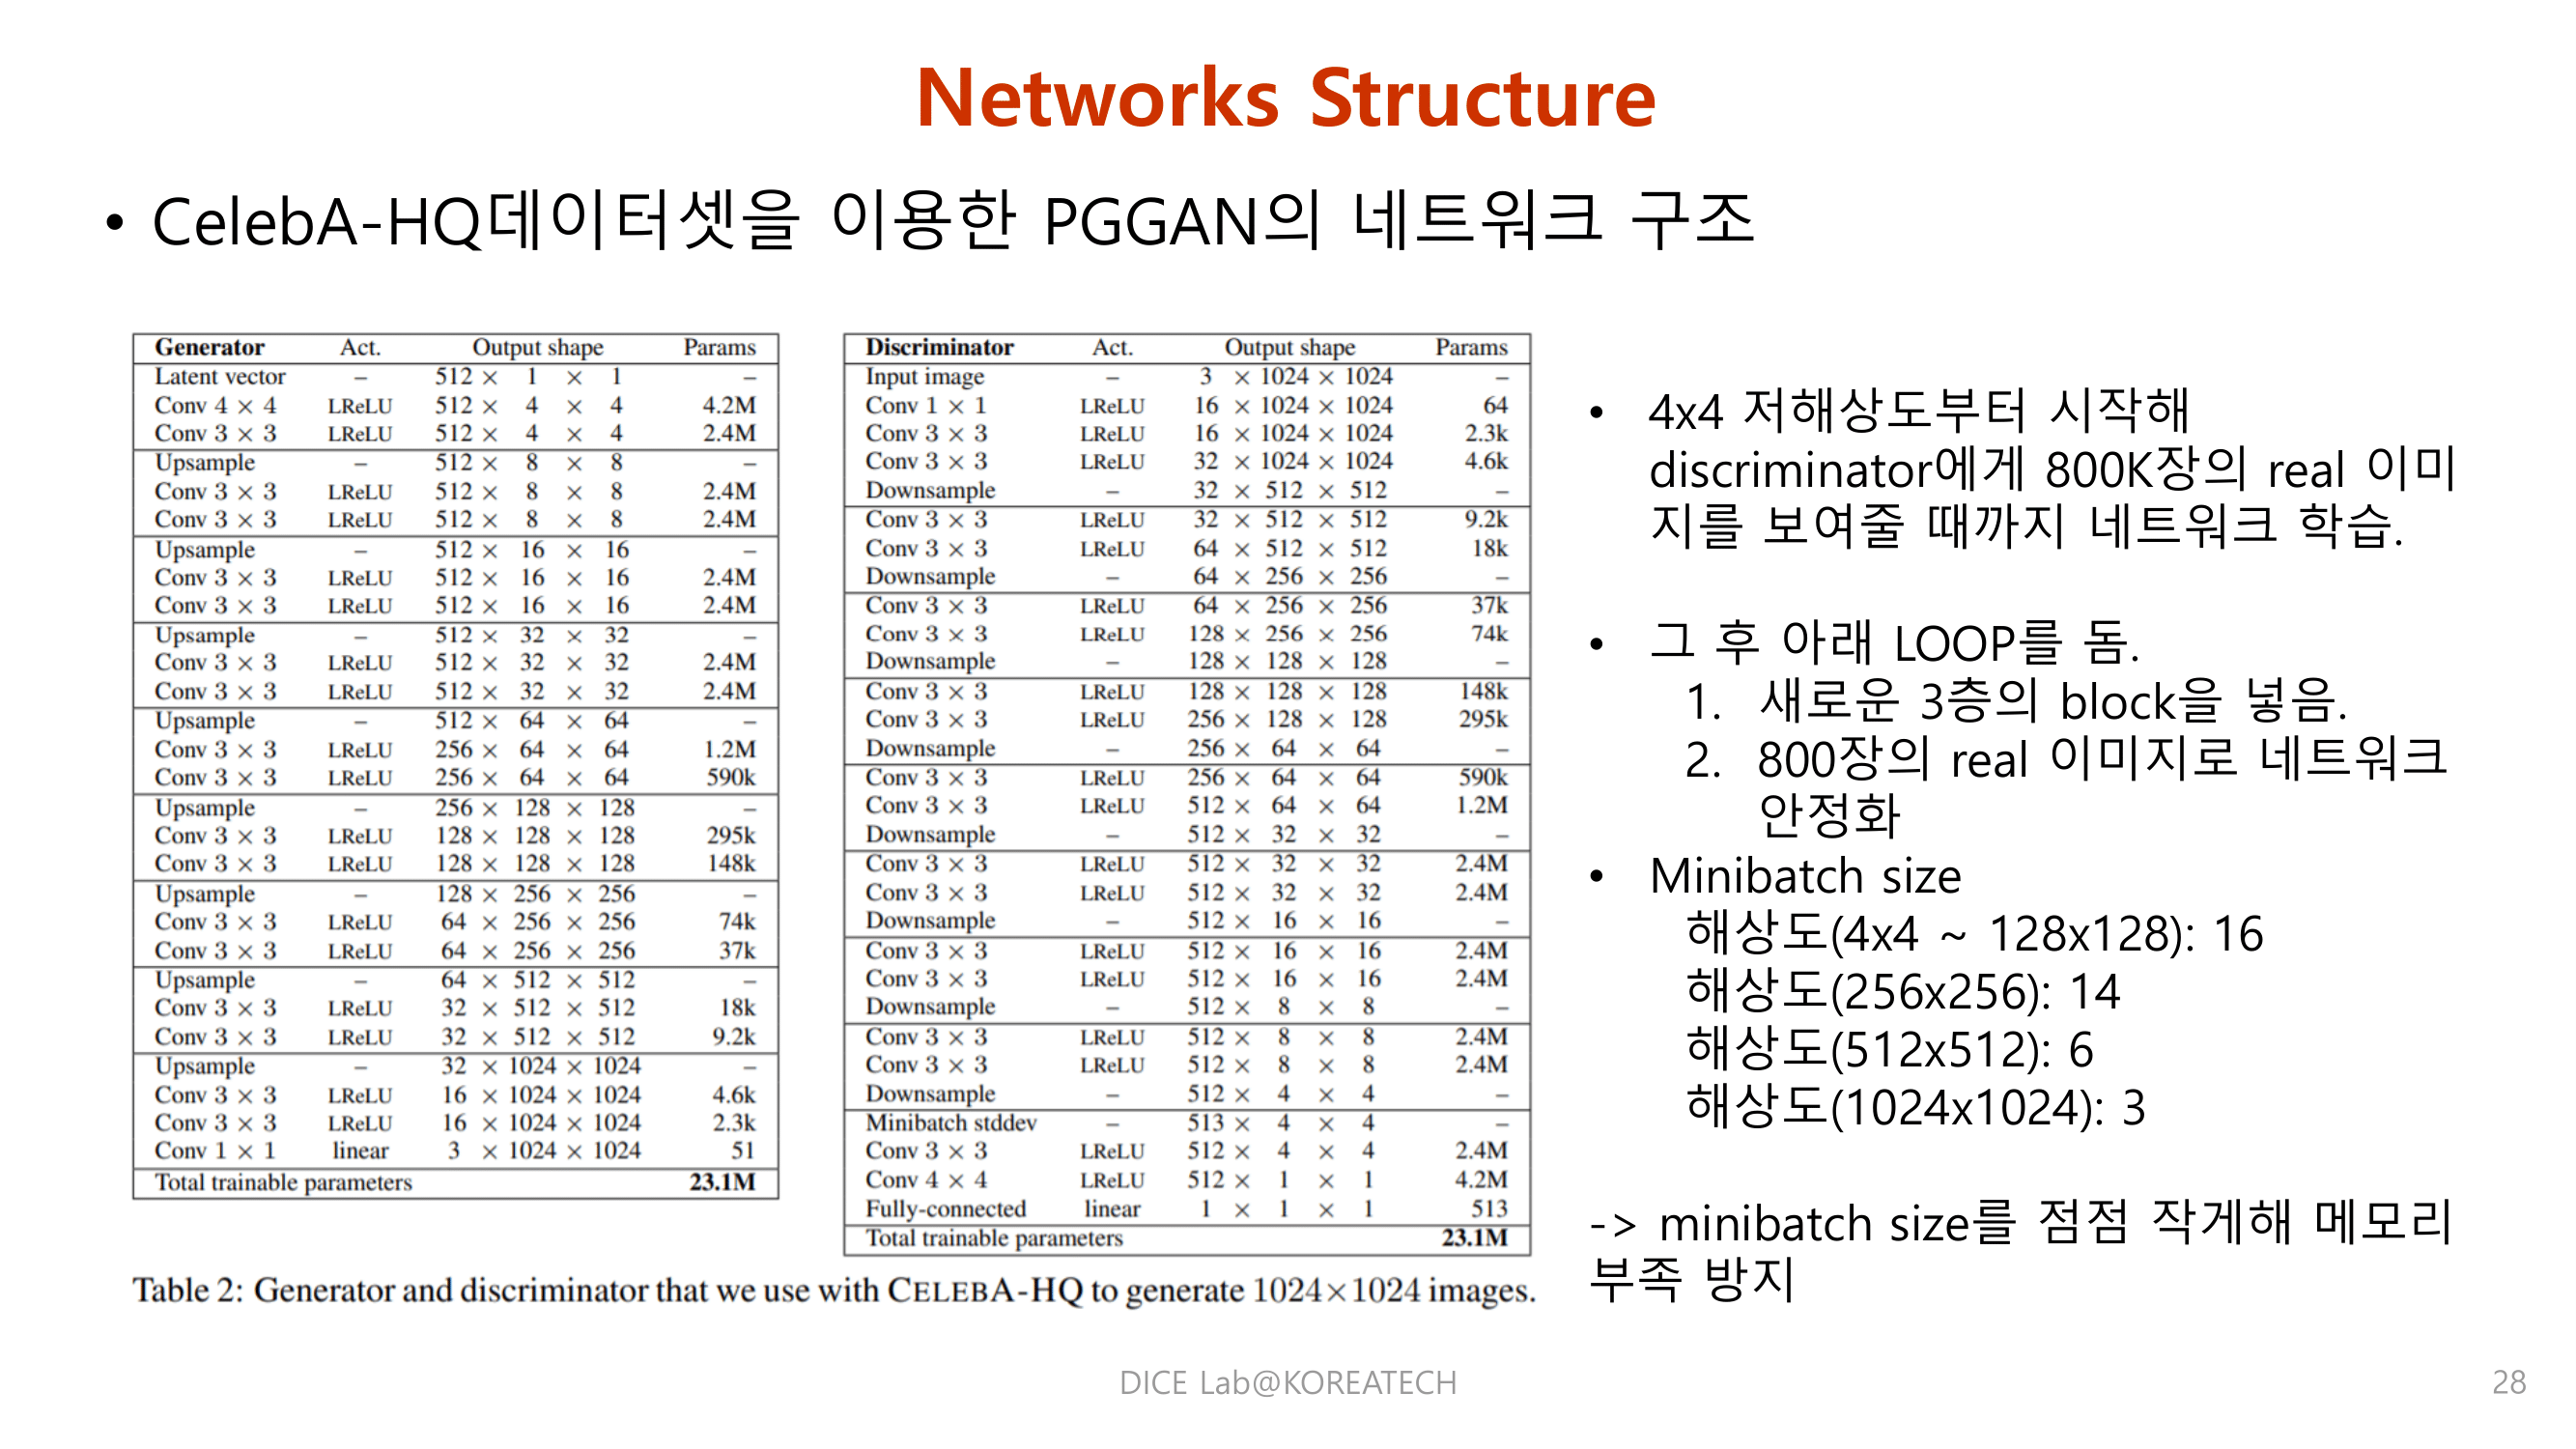 Networks Structure
• CelebA-HQ데이터셋을 이용한 PGGAN의 네트워크 구조
Generator Act. Output shape Params
Latent vector – 512 × 1 × 1 –
Conv 4 × 4 LReLU 512 × 4 × 4 4.2M
Conv 3 × 3 LReLU 512 × 4 × 4 2.4M
Upsample – 512 × 8 × 8 –
Conv 3 × 3 LReLU 512 × 8 × 8 2.4M
Conv 3 × 3 LReLU 512 × 8 × 8 2.4M
Upsample – 512 × 16 × 16 –
Conv 3 × 3 LReLU 512 × 16 × 16 2.4M
Conv 3 × 3 LReLU 512 × 16 × 16 2.4M
Upsample – 512 × 32 × 32 –
Conv 3 × 3 LReLU 512 × 32 × 32 2.4M
Conv 3 × 3 LReLU 512 × 32 × 32 2.4M
Upsample – 512 × 64 × 64 –
Conv 3 × 3 LReLU 256 × 64 × 64 1.2M
Conv 3 × 3 LReLU 256 × 64 × 64 590k
Upsample – 256 × 128 × 128 –
Conv 3 × 3 LReLU 128 × 128 × 128 295k
Conv 3 × 3 LReLU 128 × 128 × 128 148k
Upsample – 128 × 256 × 256 –
Conv 3 × 3 LReLU 64 × 256 × 256 74k
Conv 3 × 3 LReLU 64 × 256 × 256 37k
Upsample – 64 × 512 × 512 –
Conv 3 × 3 LReLU 32 × 512 × 512 18k
Conv 3 × 3 LReLU 32 × 512 × 512 9.2k
Upsample – 32 × 1024 × 1024 –
Conv 3 × 3 LReLU 16 × 1024 × 1024 4.6k
Conv 3 × 3 LReLU 16 × 1024 × 1024 2.3k
Conv 1 × 1 linear 3 × 1024 × 1024 51
Total trainable parameters 23.1M
Discriminator Act. Output shape Params
Input image – 3 × 1024 × 1024 –
Conv 1 × 1 LReLU 16 × 1024 × 1024 64
Conv 3 × 3 LReLU 16 × 1024 × 1024 2.3k
Conv 3 × 3 LReLU 32 × 1024 × 1024 4.6k
Downsample – 32 × 512 × 512 –
Conv 3 × 3 LReLU 32 × 512 × 512 9.2k
Conv 3 × 3 LReLU 64 × 512 × 512 18k
Downsample – 64 × 256 × 256 –
Conv 3 × 3 LReLU 64 × 256 × 256 37k
Conv 3 × 3 LReLU 128 × 256 × 256 74k
Downsample – 128 × 128 × 128 –
Conv 3 × 3 LReLU 128 × 128 × 128 148k
Conv 3 × 3 LReLU 256 × 128 × 128 295k
Downsample – 256 × 64 × 64 –
Conv 3 × 3 LReLU 256 × 64 × 64 590k
Conv 3 × 3 LReLU 512 × 64 × 64 1.2M
Downsample – 512 × 32 × 32 –
Conv 3 × 3 LReLU 512 × 32 × 32 2.4M
Conv 3 × 3 LReLU 512 × 32 × 32 2.4M
Downsample – 512 × 16 × 16 –
Conv 3 × 3 LReLU 512 × 16 × 16 2.4M
Conv 3 × 3 LReLU 512 × 16 × 16 2.4M
Downsample – 512 × 8 × 8 –
Conv 3 × 3 LReLU 512 × 8 × 8 2.4M
Conv 3 × 3 LReLU 512 × 8 × 8 2.4M
Downsample – 512 × 4 × 4 –
Minibatch stddev – 513 × 4 × 4 –
Conv 3 × 3 LReLU 512 × 4 × 4 2.4M
Conv 4 × 4 LReLU 512 × 1 × 1 4.2M
Fully-connected linear 1 × 1 × 1 513
Total trainable parameters 23.1M
Table 2: Generator and discriminator that we use with CELEBA-HQ to generate 1024×1024 images.
• 4x4 저해상도부터 시작해
discriminator에게 800K장의 real 이미
지를 보여줄 때까지 네트워크 학습.
• 그 후 아래 LOOP를 돔.
1. 새로운 3층의 block을 넣음.
2. 800장의 real 이미지로 네트워크
안정화
• Minibatch size
해상도(4x4 ~ 128x128): 16
해상도(256x256): 14
해상도(512x512): 6
해상도(1024x1024): 3
-> minibatch size를 점점 작게해 메모리
부족 방지
DICE Lab@KOREATECH
28